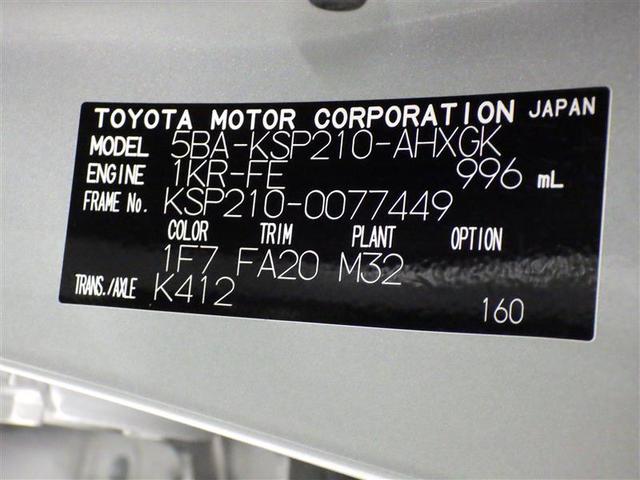 TOYOTA MOTOR CORPORATION JAPAN
MODEL 5BA-KSP210-AHXGK
ENGINE 1KR-FE 996 mL
FRAME No. KSP210-0077449
COLOR TRIM PLANT OPTION
1F7 FA20 M32
TRANS./AXLE K412
160